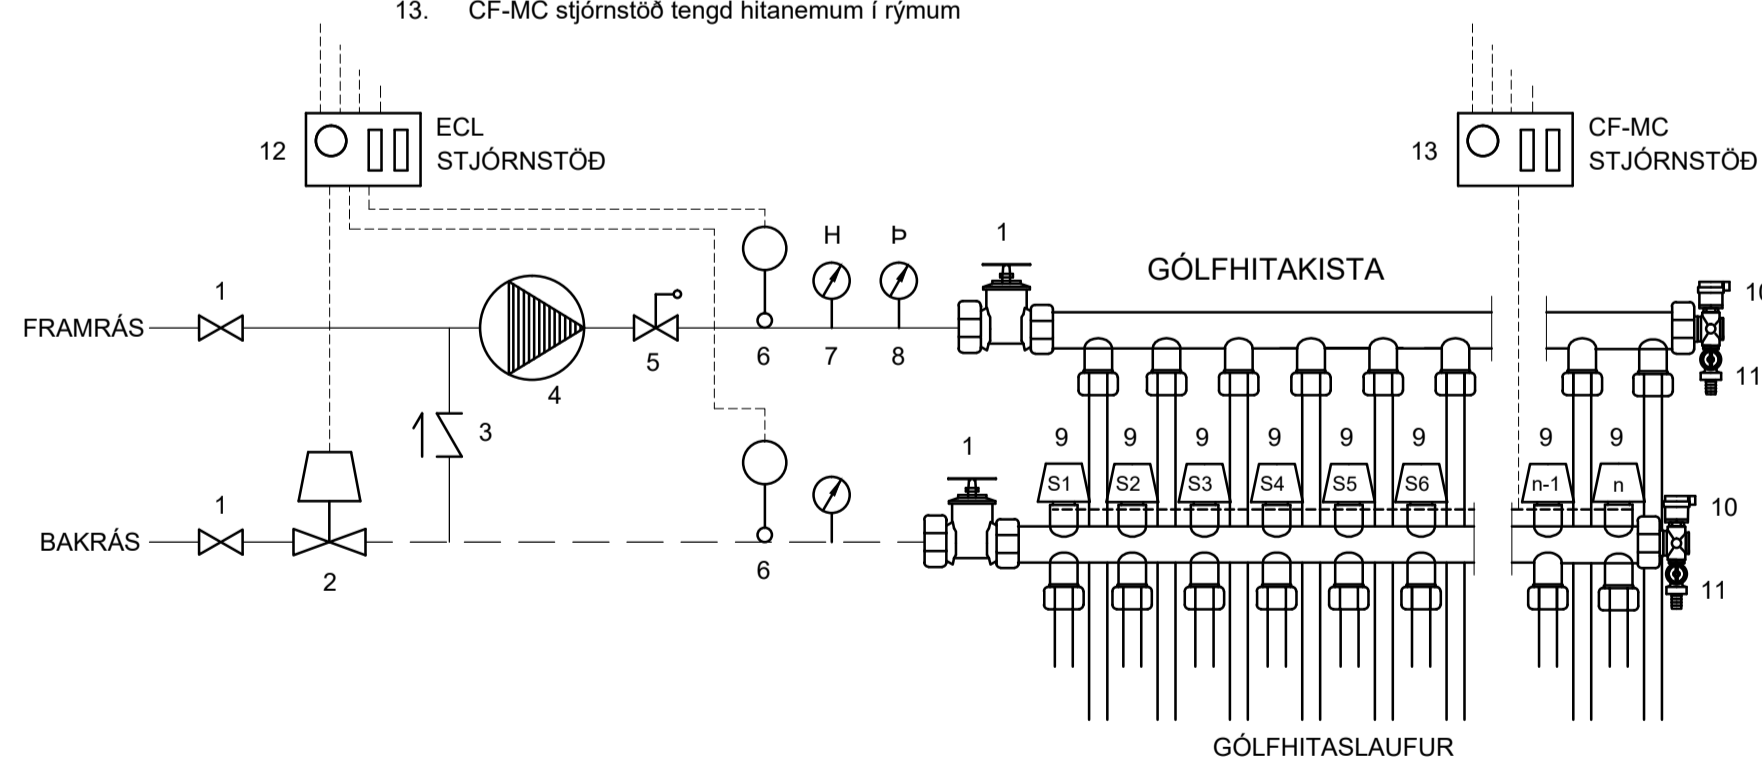 13. CF-MC stjórnstöð tengd hitanemum í rýmum
12
ECL
STJÓRNSTÖÐ
13
CF-MC
STJÓRNSTÖÐ
H
Þ
1
GÓLFHITAKISTA
1
10
FRAMRÁS
5
6
7
8
4
11
3
1
9
9
9
9
9
9
9
9
S1
S2
S3
S4
S5
S6
n-1
n
1
10
BAKRÁS
2
6
11
GÓLFHITASLAUFUR